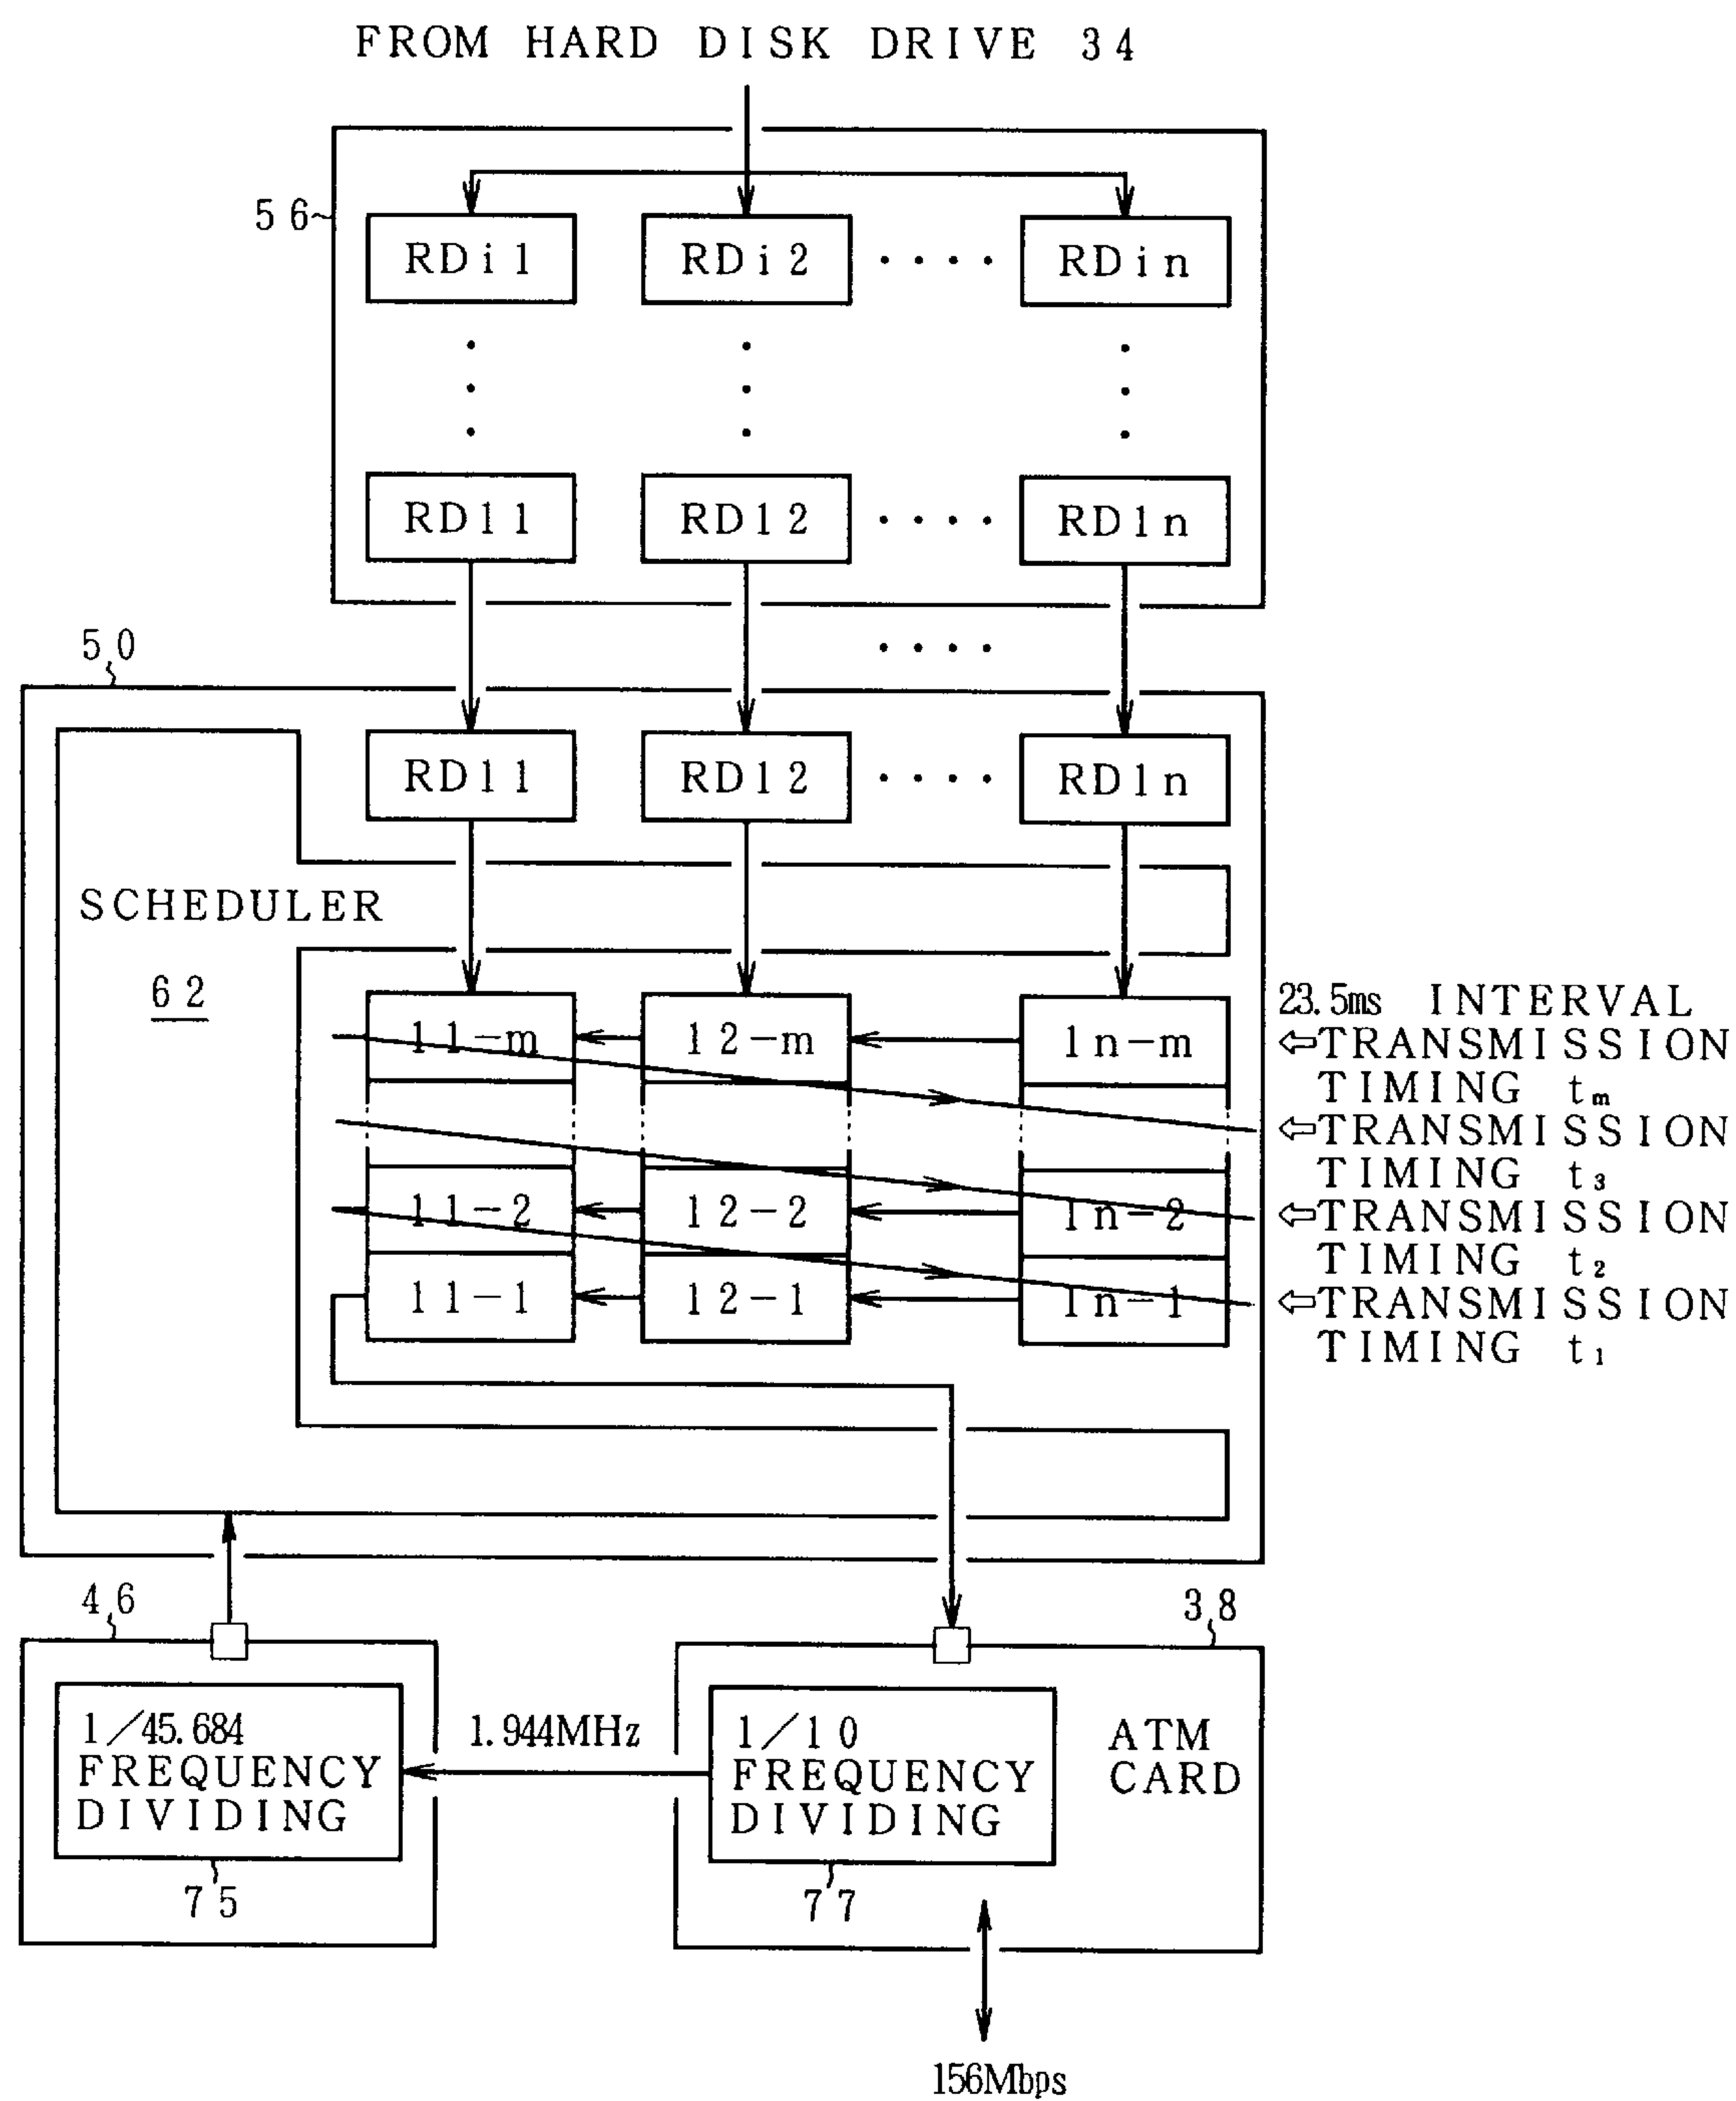 FROM HARD DISK DRIVE 34
56
RDi1 RDi2 .... RDin
RD11 RD12 .... RD1n
....
50
RD11 RD12 .... RD1n
SCHEDULER
62
11-m 12-m 1n-m
11-2 12-2 1n-2
11-1 12-1 1n-1
23.5ms INTERVAL
⇦TRANSMISSION
TIMING tm
⇦TRANSMISSION
TIMING t3
⇦TRANSMISSION
TIMING t2
⇦TRANSMISSION
TIMING t1
46
38
1/45.684
FREQUENCY
DIVIDING
75
1.944MHz
1/10
FREQUENCY
DIVIDING
77
ATM
CARD
156Mbps